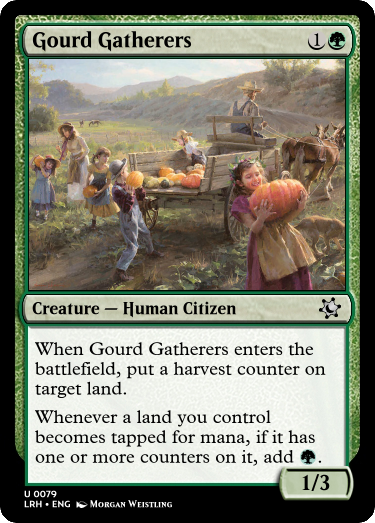 Gourd Gatherers 1
Creature — Human Citizen
When Gourd Gatherers enters the
battlefield, put a harvest counter on
target land.
Whenever a land you control
becomes tapped for mana, if it has
one or more counters on it, add .
1/3
U 0079
LRH • ENG Morgan Weistling